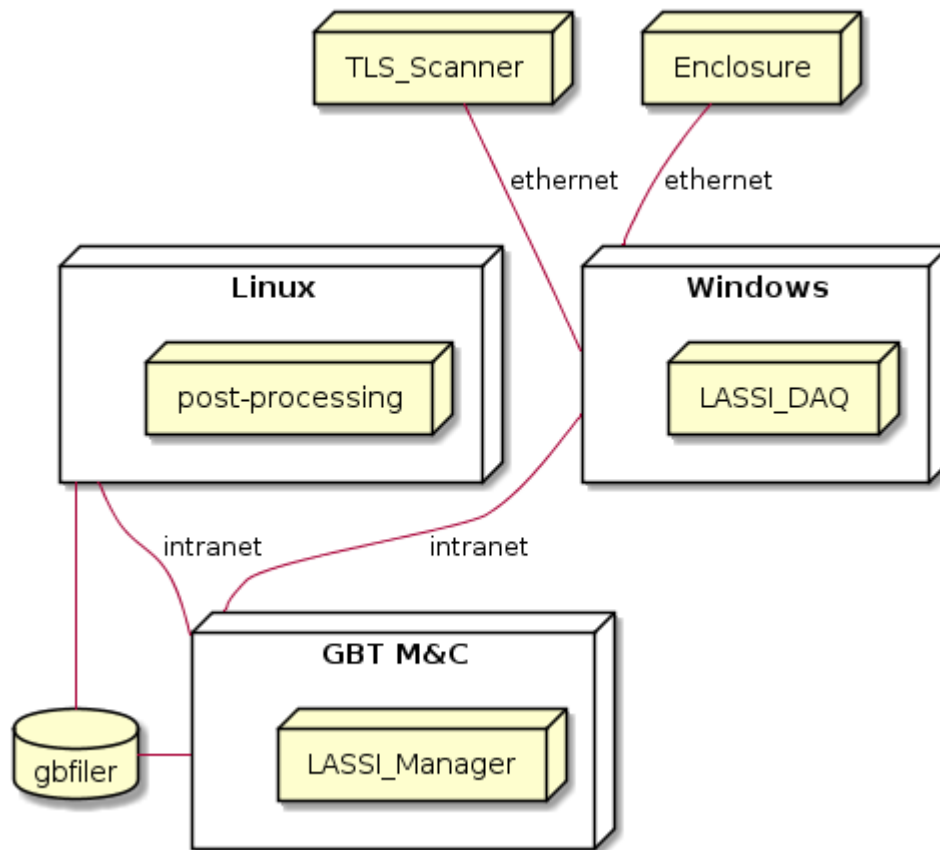 TLS_Scanner
Enclosure
ethernet
ethernet
Linux
Windows
post-processing
LASSI_DAQ
intranet
intranet
GBT M&C
gbfiler
LASSI_Manager